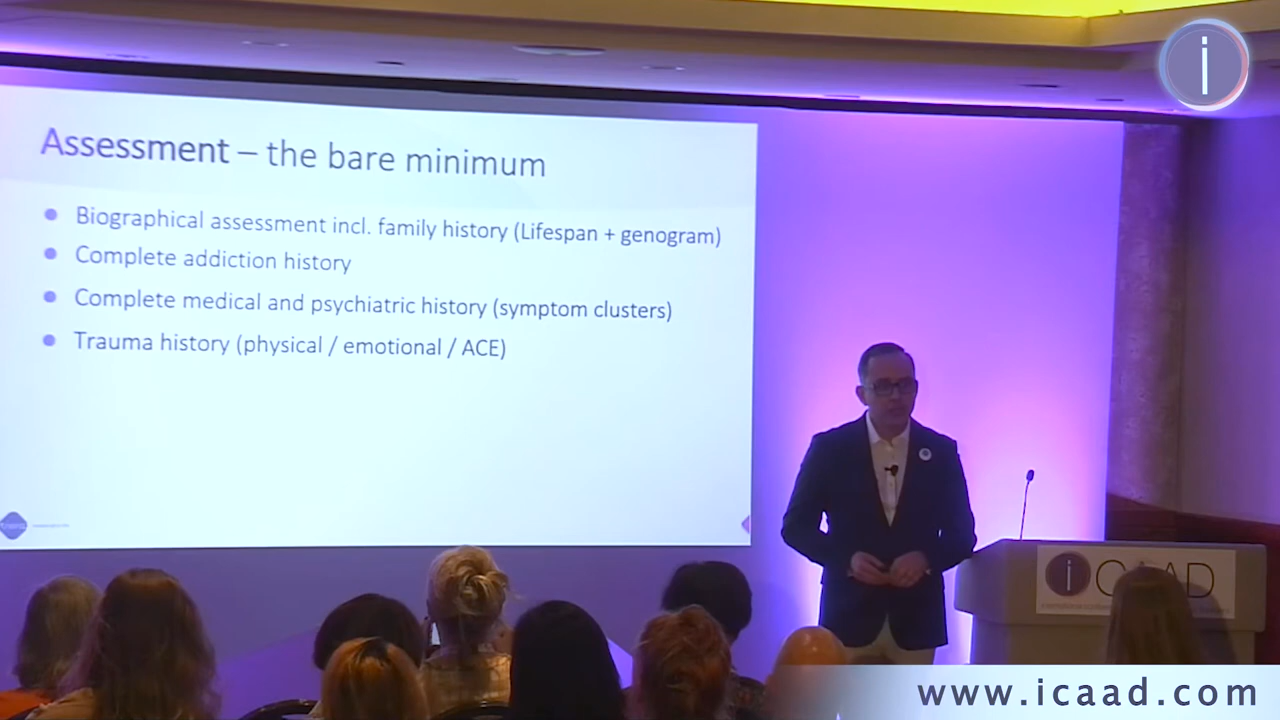 i
Assessment – the bare minimum
● Biographical assessment incl. family history (Lifespan + genogram)
● Complete addiction history
● Complete medical and psychiatric history (symptom clusters)
● Trauma history (physical / emotional / ACE)
iCAAD
www.icaad.com